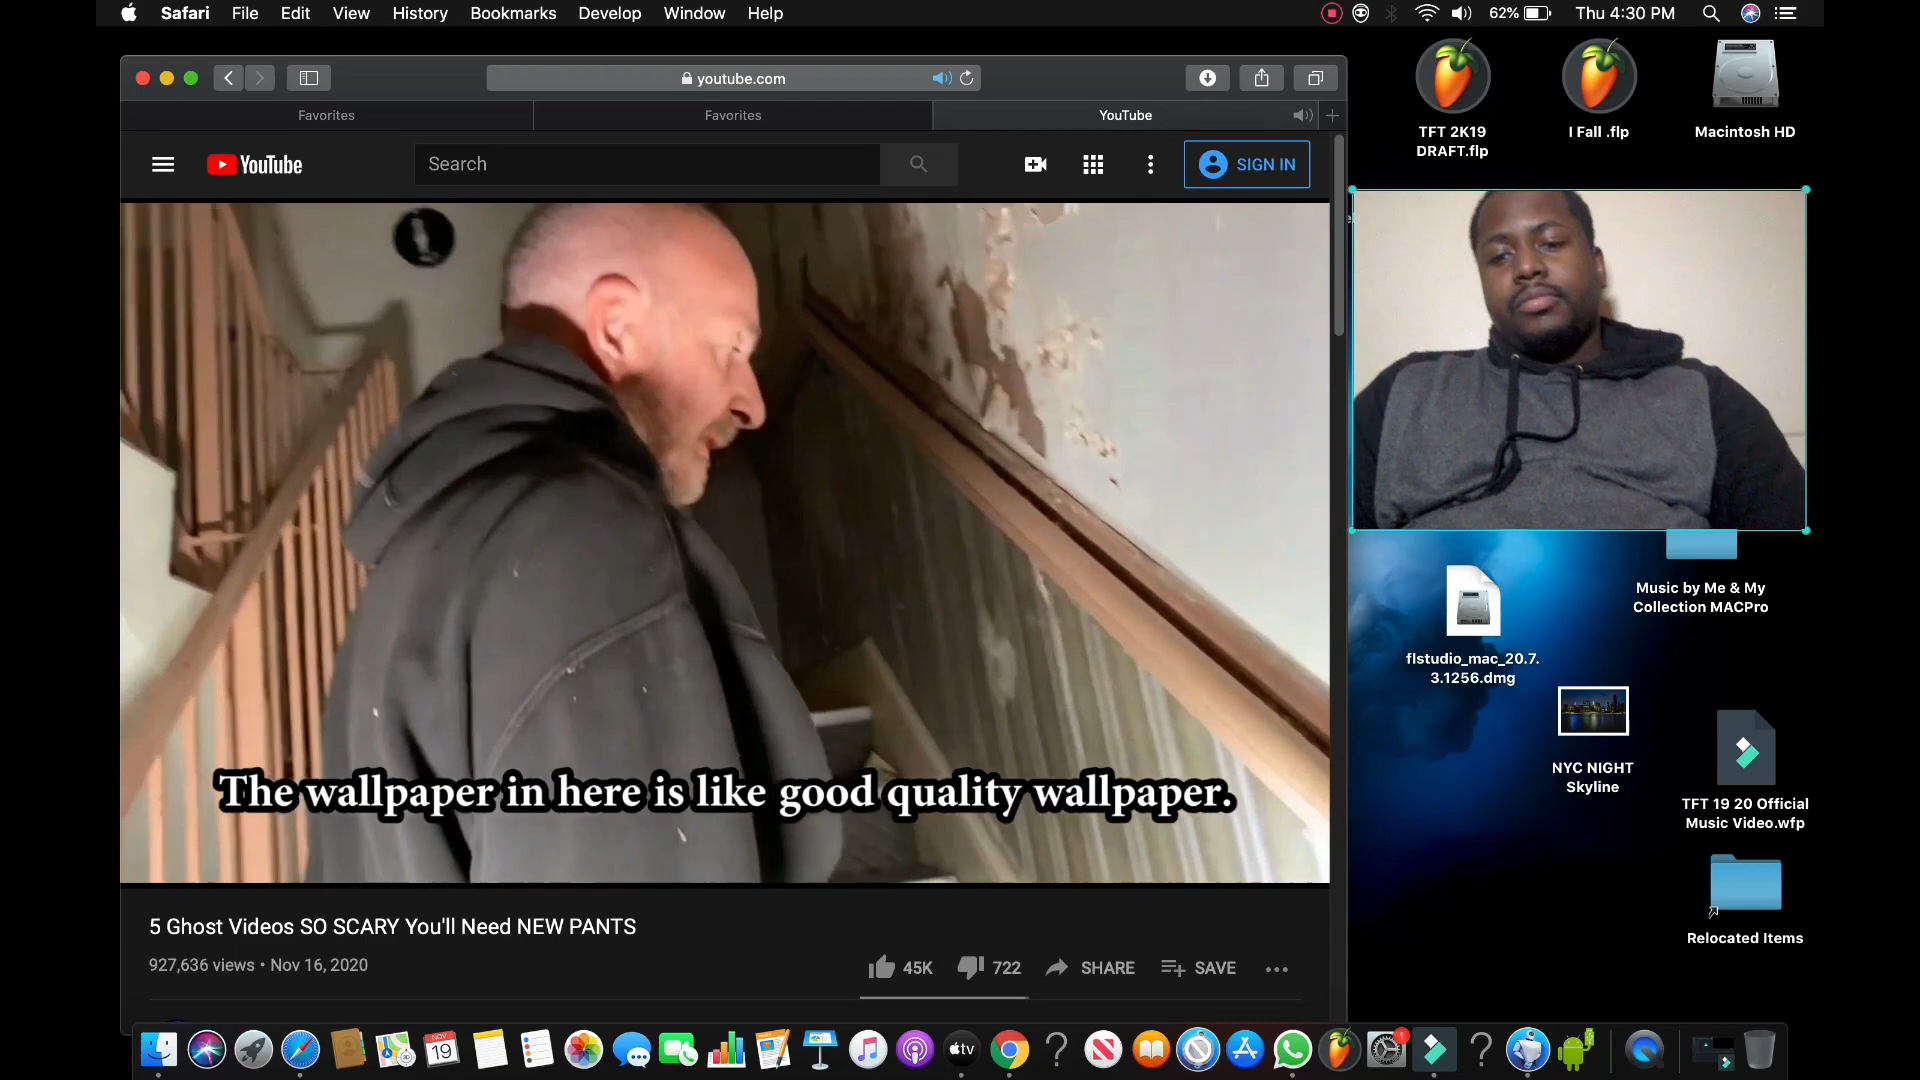 Safari File Edit View History Bookmarks Develop Window Help
62% Thu 4:30 PM
youtube.com
Favorites Favorites YouTube
YouTube Search SIGN IN
The wallpaper in here is like good quality wallpaper.
5 Ghost Videos SO SCARY You'll Need NEW PANTS
927,636 views • Nov 16, 2020
45K 722 SHARE SAVE
TFT 2K19
DRAFT.flp
I Fall .flp
Macintosh HD
Music by Me & My
Collection MACPro
flstudio_mac_20.7.
3.1256.dmg
NYC NIGHT
Skyline
TFT 19 20 Official
Music Video.wfp
Relocated Items
NOV
19
3D
tv
1